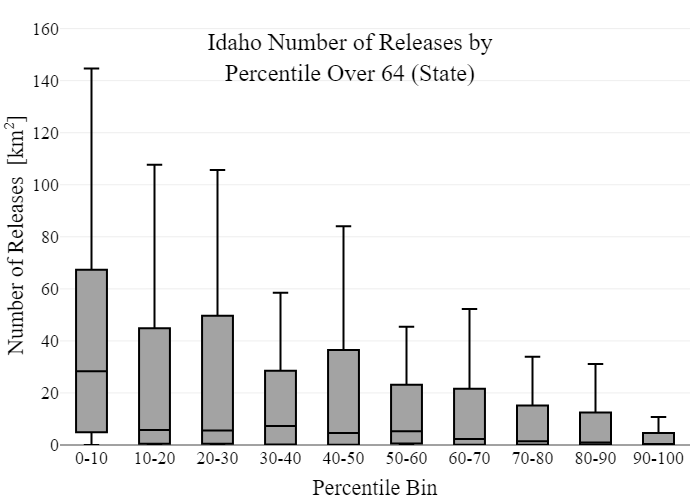 Idaho Number of Releases by
Percentile Over 64 (State)
Number of Releases [km²]
160
140
120
100
80
60
40
20
0
0-10 10-20 20-30 30-40 40-50 50-60 60-70 70-80 80-90 90-100
Percentile Bin